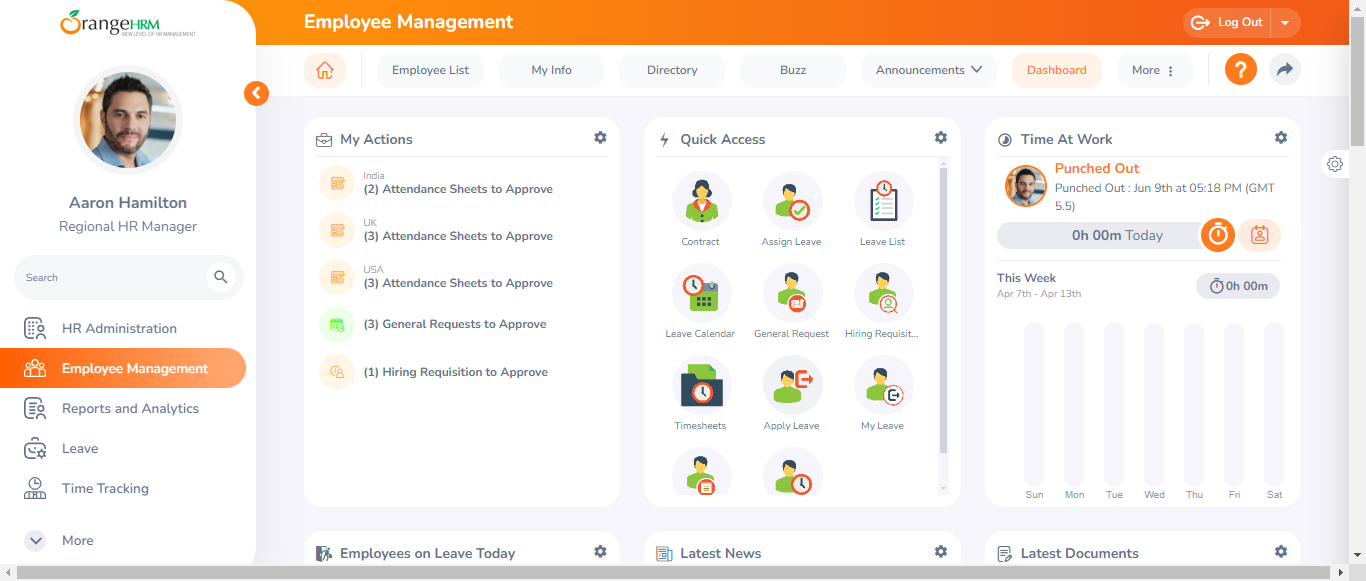 OrangeHRM
NEW LEVEL OF HR MANAGEMENT
Employee Management
Log Out
Employee List
My Info
Directory
Buzz
Announcements
Dashboard
More
?
Aaron Hamilton
Regional HR Manager
Search
HR Administration
Employee Management
Reports and Analytics
Leave
Time Tracking
More
My Actions
India
(2) Attendance Sheets to Approve
UK
(3) Attendance Sheets to Approve
USA
(3) Attendance Sheets to Approve
(3) General Requests to Approve
(1) Hiring Requisition to Approve
Quick Access
Contract
Assign Leave
Leave List
Leave Calendar
General Request
Hiring Requisit...
Timesheets
Apply Leave
My Leave
Time At Work
Punched Out
Punched Out : Jun 9th at 05:18 PM (GMT
5.5)
0h 00m Today
This Week
Apr 7th - Apr 13th
0h 00m
Sun Mon Tue Wed Thu Fri Sat
Employees on Leave Today
Latest News
Latest Documents